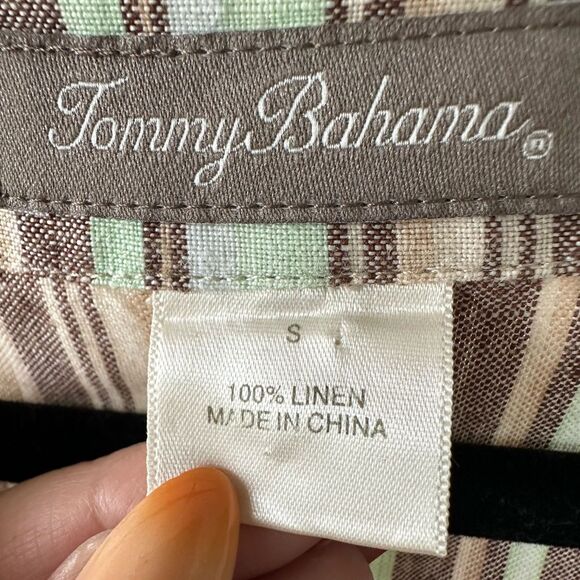 Tommy Bahama®
S
100% LINEN
MADE IN CHINA